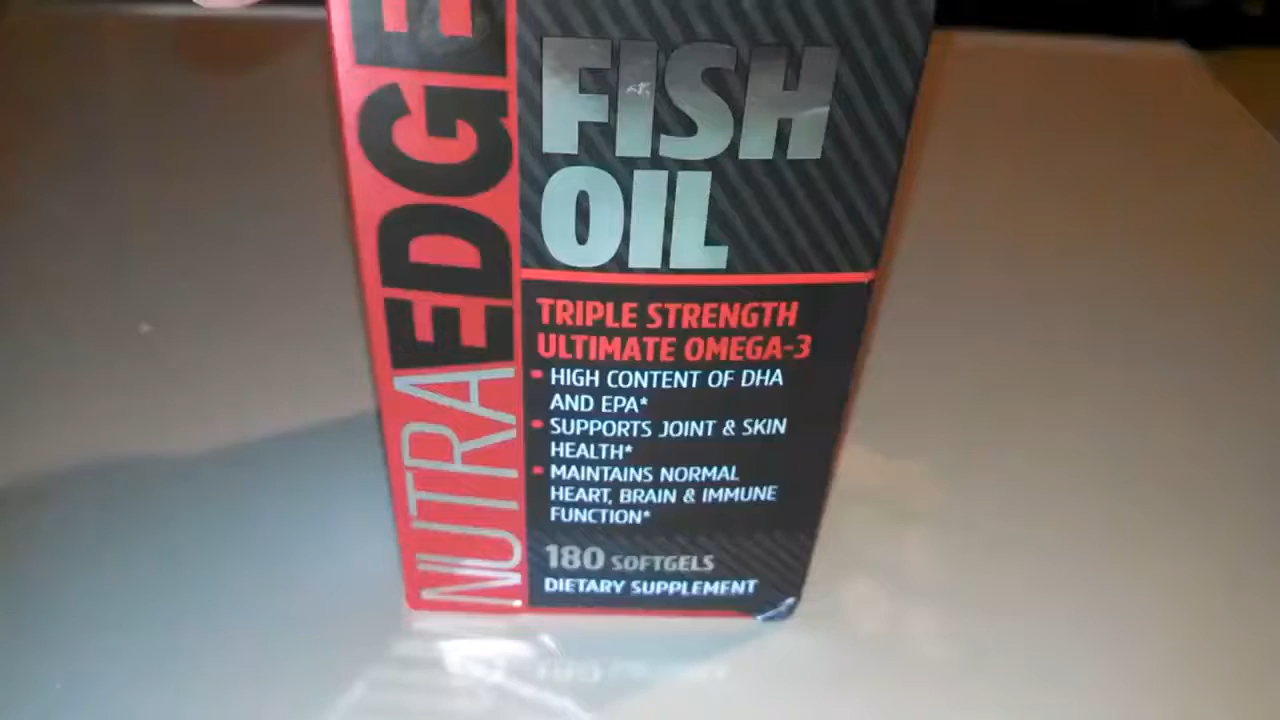 NUTRAEDGE
FISH
OIL
TRIPLE STRENGTH
ULTIMATE OMEGA-3
HIGH CONTENT OF DHA
AND EPA*
SUPPORTS JOINT & SKIN
HEALTH*
MAINTAINS NORMAL
HEART, BRAIN & IMMUNE
FUNCTION*
180 SOFTGELS
DIETARY SUPPLEMENT